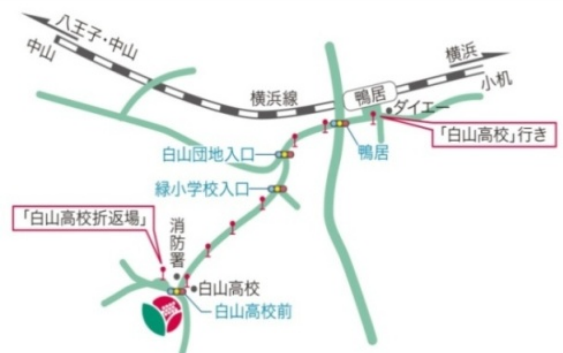 八王子・中山
中山
横浜線
鴨居
横浜
小机
ダイエー
「白山高校」行き
鴨居
白山団地入口
緑小学校入口
「白山高校折返場」
消防署
白山高校
白山高校前